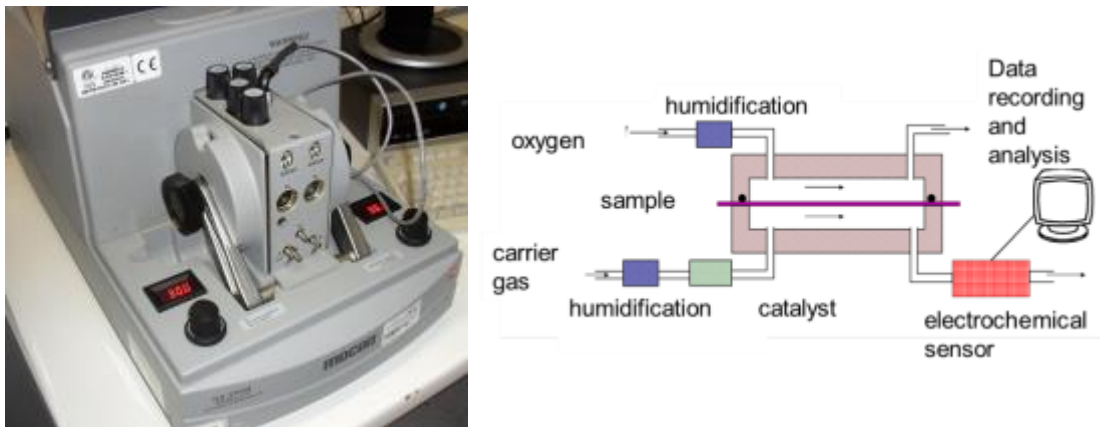 CE
mocon
humidification
oxygen
Data
recording
and
analysis
sample
carrier
gas
humidification
catalyst
electrochemical
sensor